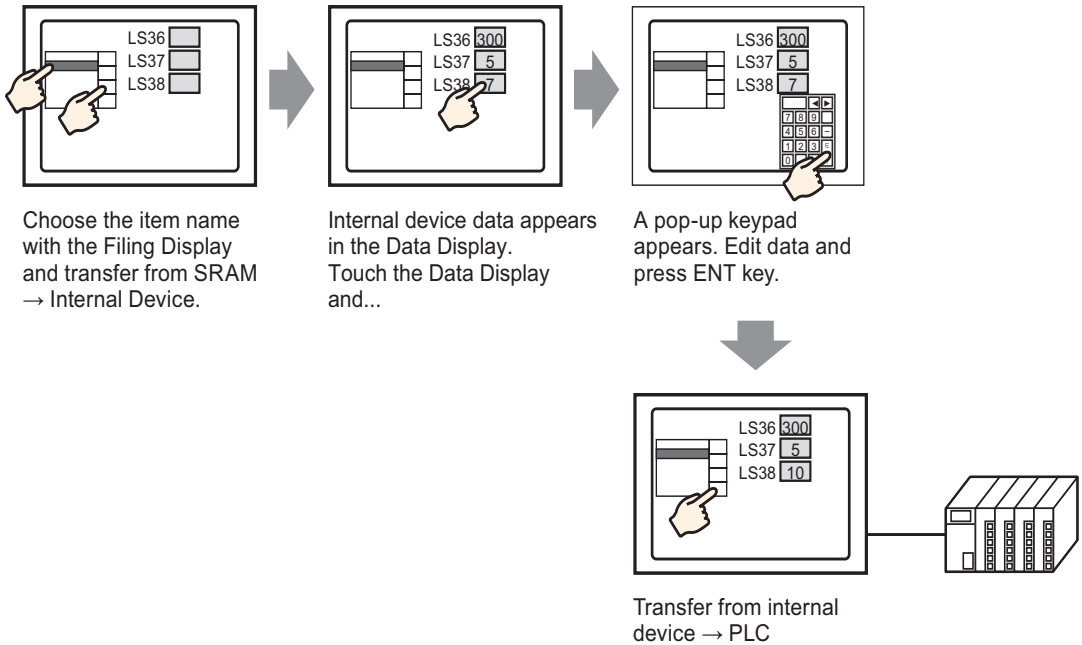 LS36
LS37
LS38
Choose the item name
with the Filing Display
and transfer from SRAM
→ Internal Device.
LS36 300
LS37 5
LS38 7
Internal device data appears
in the Data Display.
Touch the Data Display
and...
LS36 300
LS37 5
LS38 7
7 8 9
4 5 6 –
1 2 3 E
0
A pop-up keypad
appears. Edit data and
press ENT key.
LS36 300
LS37 5
LS38 10
Transfer from internal
device → PLC